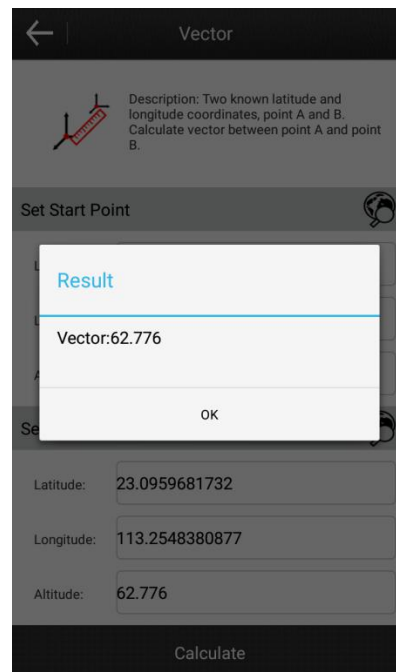 Vector
Description: Two known latitude and
longitude coordinates, point A and B.
Calculate vector between point A and point
B.
Set Start Point
L
Result
L
Vector:62.776
A
OK
Se
Latitude:
23.0959681732
Longitude:
113.2548380877
Altitude:
62.776
Calculate